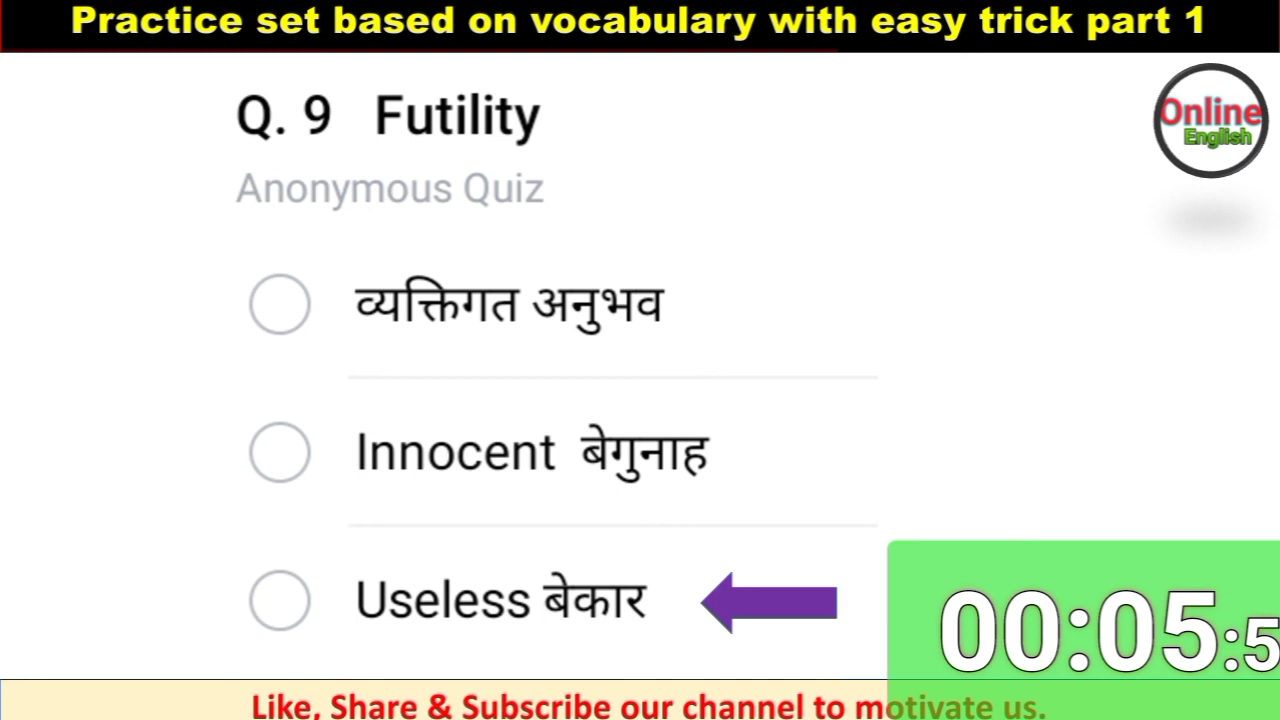 Practice set based on vocabulary with easy trick part 1
Online
English
Q. 9 Futility
Anonymous Quiz
व्यक्तिगत अनुभव
Innocent बेगुनाह
Useless बेकार
00:05:5
Like, Share & Subscribe our channel to motivate us.